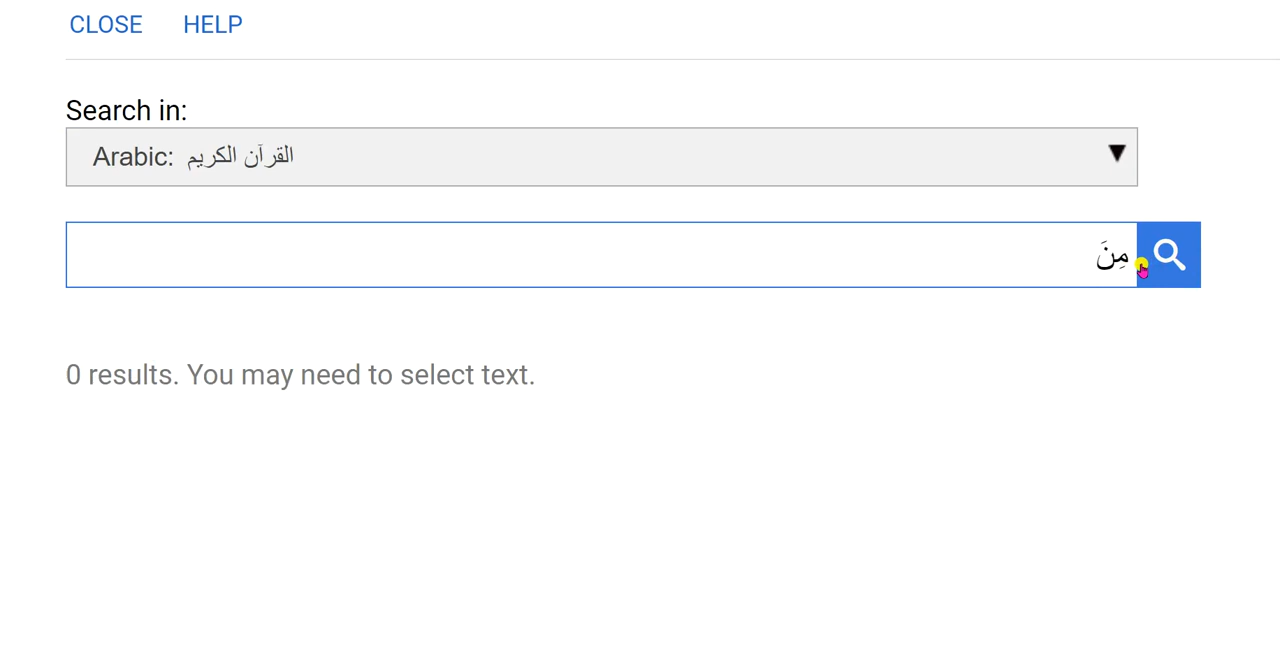 CLOSE HELP
Search in:
Arabic: القرآن الكريم
مِنَ
0 results. You may need to select text.